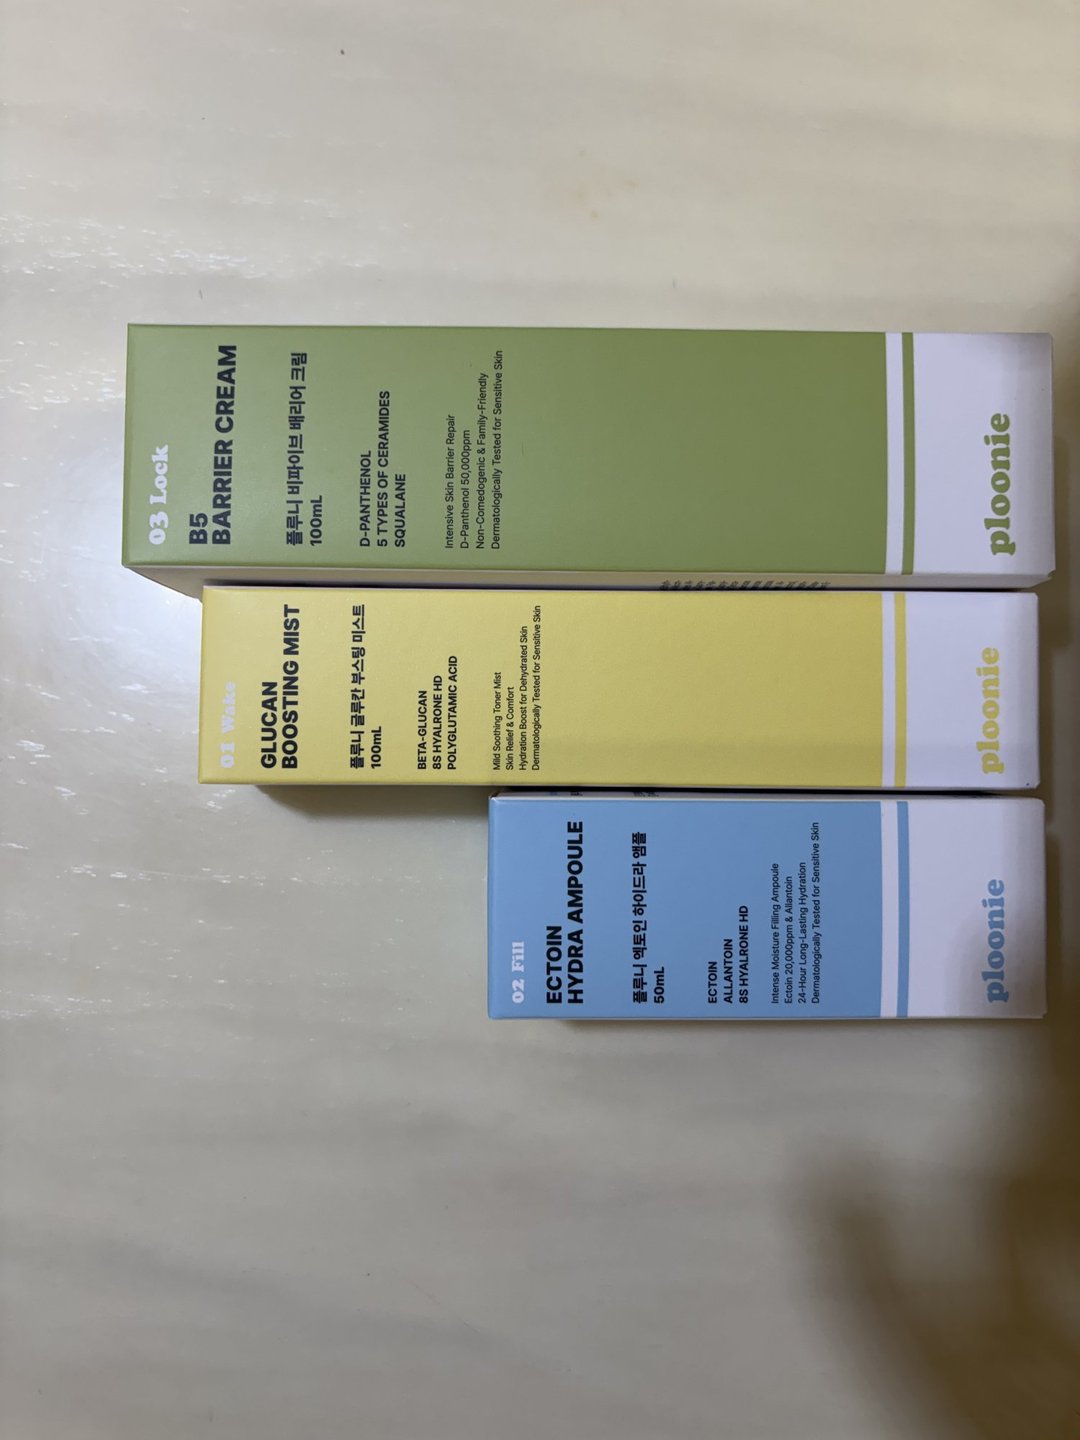 03 Lock
B5
BARRIER CREAM
플루니 비파이브 배리어 크림
100mL
D-PANTHENOL
5 TYPES OF CERAMIDES
SQUALANE
Intensive Skin Barrier Repair
D-Panthenol 50,000ppm
Non-Comedogenic & Family-Friendly
Dermatologically Tested for Sensitive Skin
ploonie
01 Wake
GLUCAN
BOOSTING MIST
플루니 글루칸 부스팅 미스트
100mL
BETA-GLUCAN
8S HYALRONE HD
POLYGLUTAMIC ACID
Mild Soothing Toner Mist
Skin Relief & Comfort
Hydration Boost for Dehydrated Skin
Dermatologically Tested for Sensitive Skin
ploonie
02 Fill
ECTOIN
HYDRA AMPOULE
플루니 엑토인 하이드라 앰플
50mL
ECTOIN
ALLANTOIN
8S HYALRONE HD
Intense Moisture Filling Ampoule
Ectoin 20,000ppm & Allantoin
24-Hour Long-Lasting Hydration
Dermatologically Tested for Sensitive Skin
ploonie